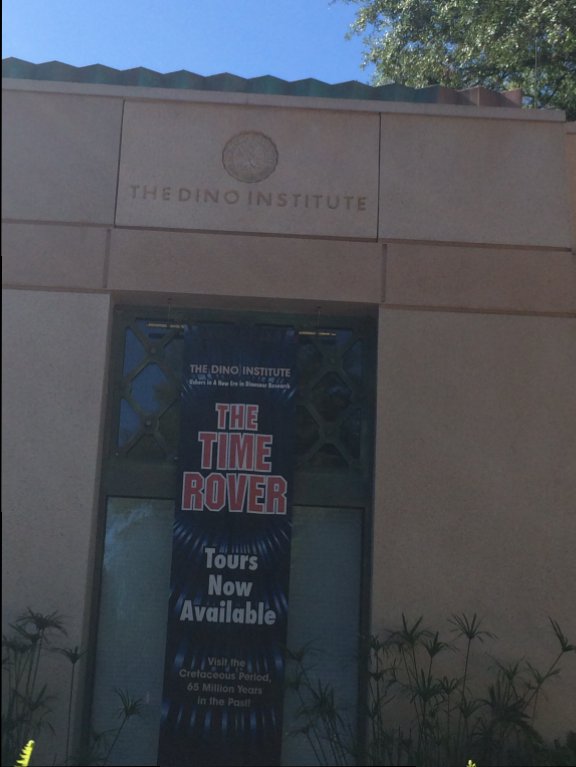 THE DINO INSTITUTE
THE DINO INSTITUTE
Ushers in A New Era in Dinosaur Research
THE
TIME
ROVER
Tours
Now
Available
Visit the
Cretaceous Period,
65 Million Years
in the Past!